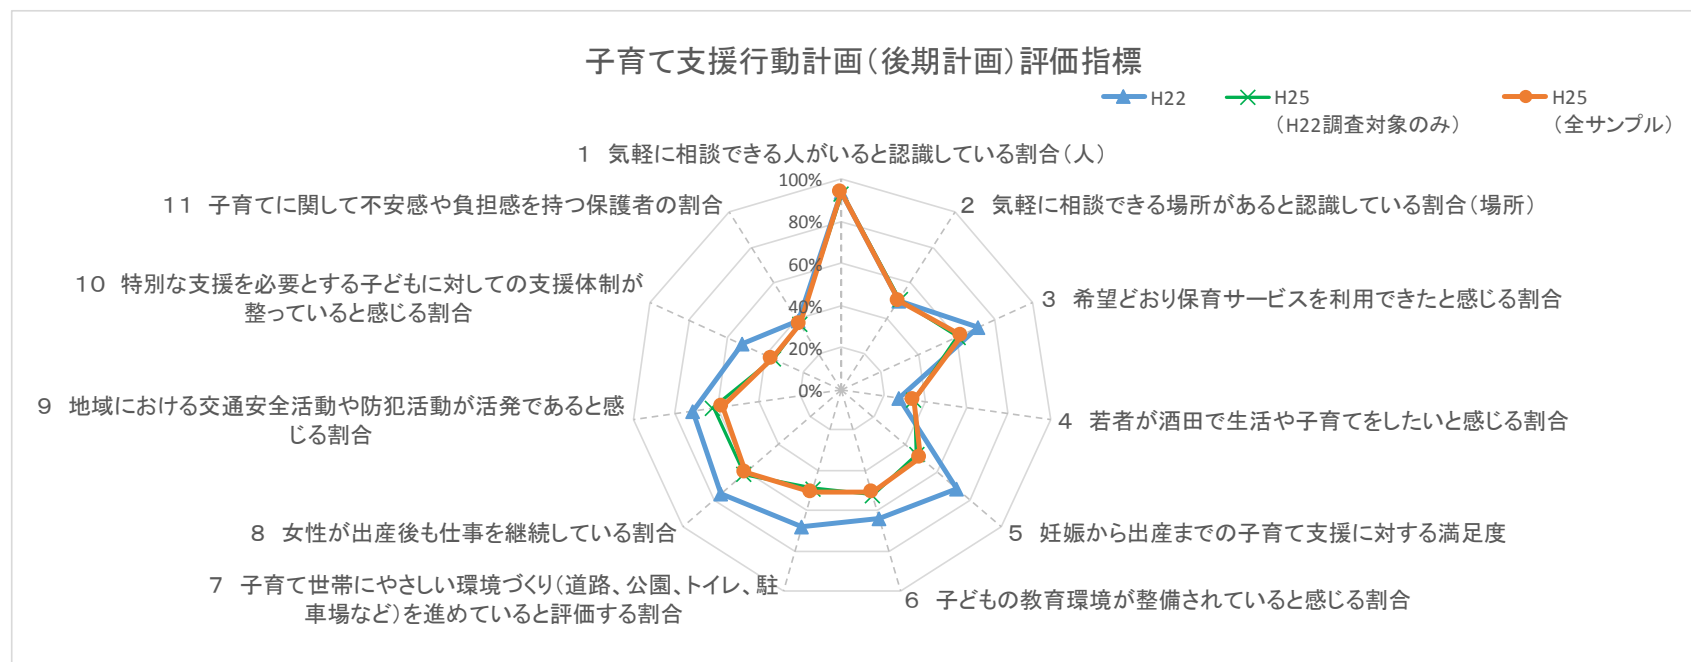 子育て支援行動計画（後期計画）評価指標
H22
H25
（H22調査対象のみ）
H25
（全サンプル）
１　気軽に相談できる人がいると認識している割合（人）
２　気軽に相談できる場所があると認識している割合（場所）
３　希望どおり保育サービスを利用できたと感じる割合
４　若者が酒田で生活や子育てをしたいと感じる割合
５　妊娠から出産までの子育て支援に対する満足度
６　子どもの教育環境が整備されていると感じる割合
７　子育て世帯にやさしい環境づくり（道路、公園、トイレ、駐
車場など）を進めていると評価する割合
８　女性が出産後も仕事を継続している割合
９　地域における交通安全活動や防犯活動が活発であると感
じる割合
１０　特別な支援を必要とする子どもに対しての支援体制が
整っていると感じる割合
１１　子育てに関して不安感や負担感を持つ保護者の割合
100%
80%
60%
40%
20%
0%